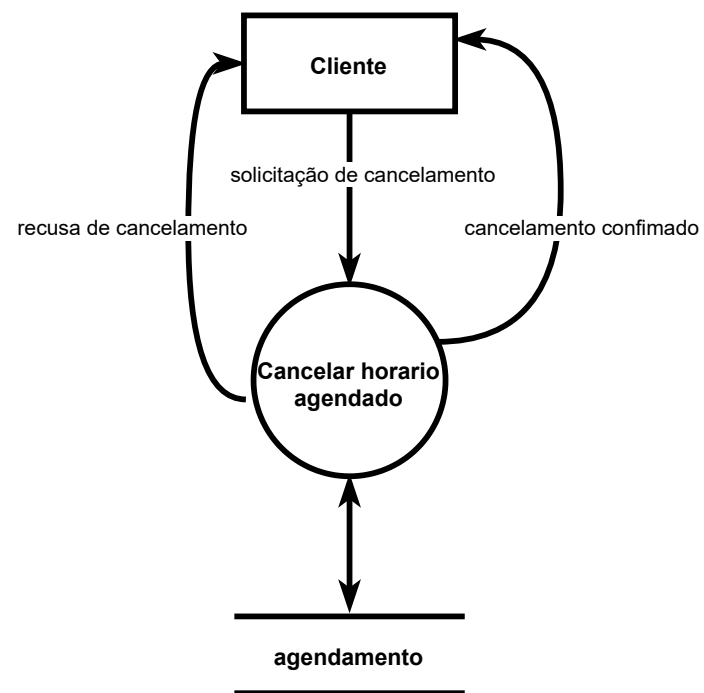 Cliente
solicitação de cancelamento
recusa de cancelamento
cancelamento confimado
Cancelar horario
agendado
agendamento